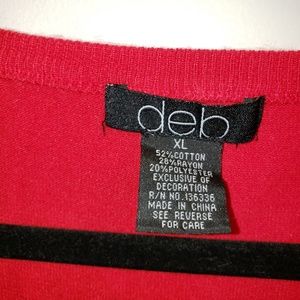 deb
XL
52%COTTON
28%RAYON
20%POLYESTER
EXCLUSIVE OF
DECORATION
R/N NO.136336
MADE IN CHINA
SEE REVERSE
FOR CARE